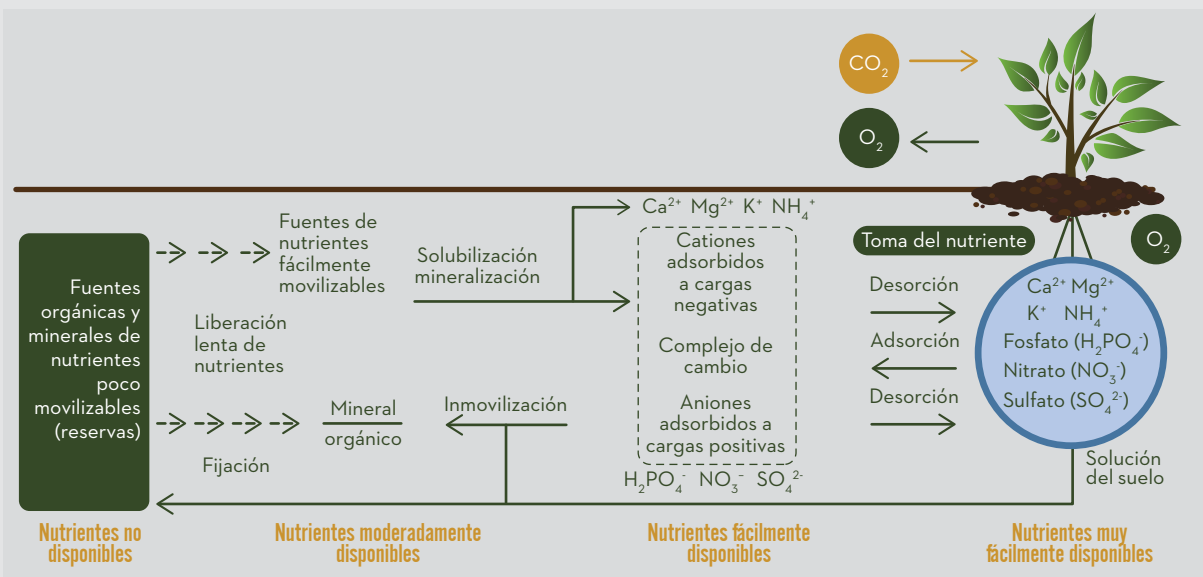 CO₂
O₂
Ca²⁺ Mg²⁺ K⁺ NH₄⁺
Fuentes de
nutrientes
fácilmente
movilizables
Solubilización
mineralización
Cationes
adsorbidos
a cargas
negativas
Complejo de
cambio
Aniones
adsorbidos a
cargas positivas
H₂PO₄⁻ NO₃⁻ SO₄²⁻
Toma del nutriente
O₂
Fuentes
orgánicas y
minerales de
nutrientes
poco
movilizables
(reservas)
Liberación
lenta de
nutrientes
Desorción
Adsorción
Desorción
Ca²⁺ Mg²⁺
K⁺ NH₄⁺
Fosfato (H₂PO₄⁻)
Nitrato (NO₃⁻)
Sulfato (SO₄²⁻)
Mineral
orgánico
Inmovilización
Fijación
Solución
del suelo
Nutrientes no
disponibles
Nutrientes moderadamente
disponibles
Nutrientes fácilmente
disponibles
Nutrientes muy
fácilmente disponibles